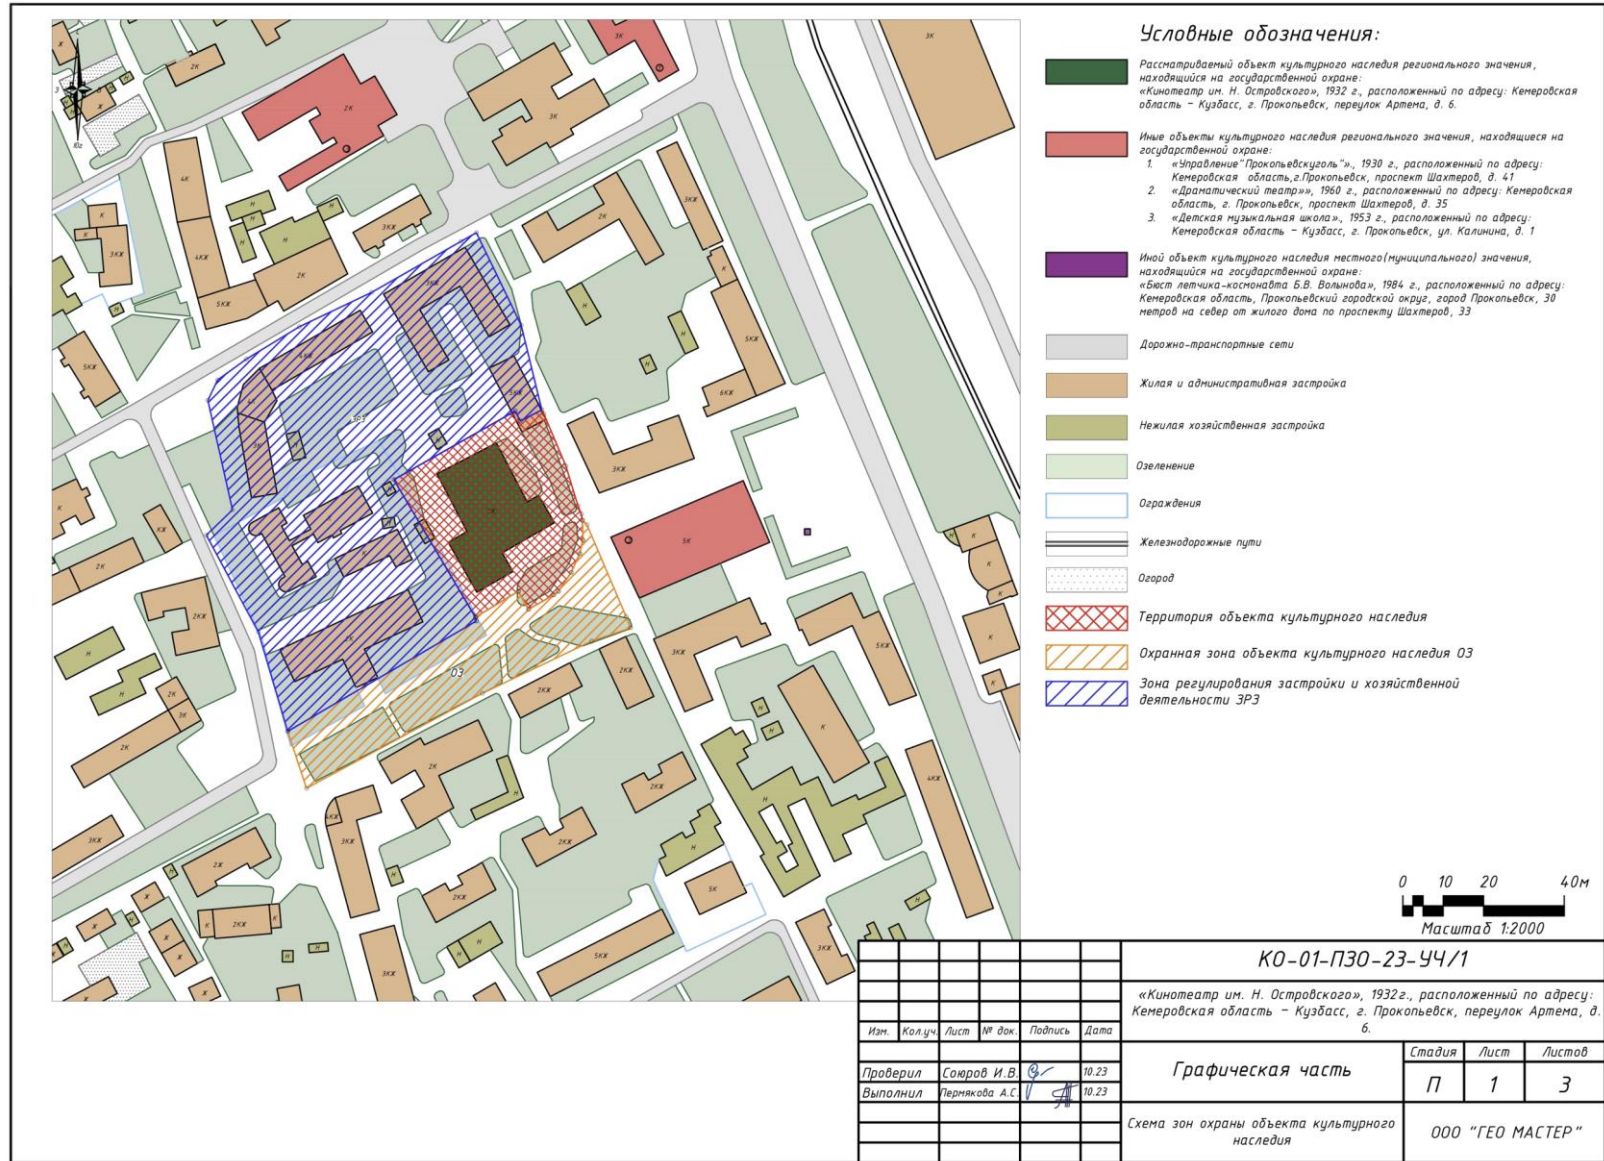 Условные обозначения:
Рассматриваемый объект культурного наследия регионального значения,
находящийся на государственной охране:
«Кинотеатр им. Н. Островского», 1932 г., расположенный по адресу: Кемеровская
область - Кузбасс, г. Прокопьевск, переулок Артема, д. 6.
Иные объекты культурного наследия регионального значения, находящиеся на
государственной охране:
1. «Управление"Прокопьевскуголь"»., 1930 г., расположенный по адресу:
Кемеровская область,г.Прокопьевск, проспект Шахтеров, д. 41
2. «Драматический театр»», 1960 г., расположенный по адресу: Кемеровская
область, г. Прокопьевск, проспект Шахтеров, д. 35
3. «Детская музыкальная школа»., 1953 г., расположенный по адресу:
Кемеровская область - Кузбасс, г. Прокопьевск, ул. Калинина, д. 1
Иной объект культурного наследия местного(муниципального) значения,
находящийся на государственной охране:
«Бюст летчика-космонавта Б.В. Волынова», 1984 г., расположенный по адресу:
Кемеровская область, Прокопьевский городской округ, город Прокопьевск, 30
метров на север от жилого дома по проспекту Шахтеров, 33
Дорожно-транспортные сети
Жилая и административная застройка
Нежилая хозяйственная застройка
Озеленение
Ограждения
Железнодорожные пути
Огород
Территория объекта культурного наследия
Охранная зона объекта культурного наследия ОЗ
Зона регулирования застройки и хозяйственной
деятельности ЗРЗ
ЗРЗ
ОЗ
0 10 20 40м
Масштаб 1:2000
КО-01-ПЗО-23-УЧ/1
«Кинотеатр им. Н. Островского», 1932г., расположенный по адресу:
Кемеровская область - Кузбасс, г. Прокопьевск, переулок Артема, д.
6.
Изм. Кол.уч. Лист № док. Подпись Дата
Проверил Союров И.В. 10.23
Выполнил Пермякова А.С. 10.23
Графическая часть
Стадия Лист Листов
П 1 3
Схема зон охраны объекта культурного
наследия
ООО "ГЕО МАСТЕР"